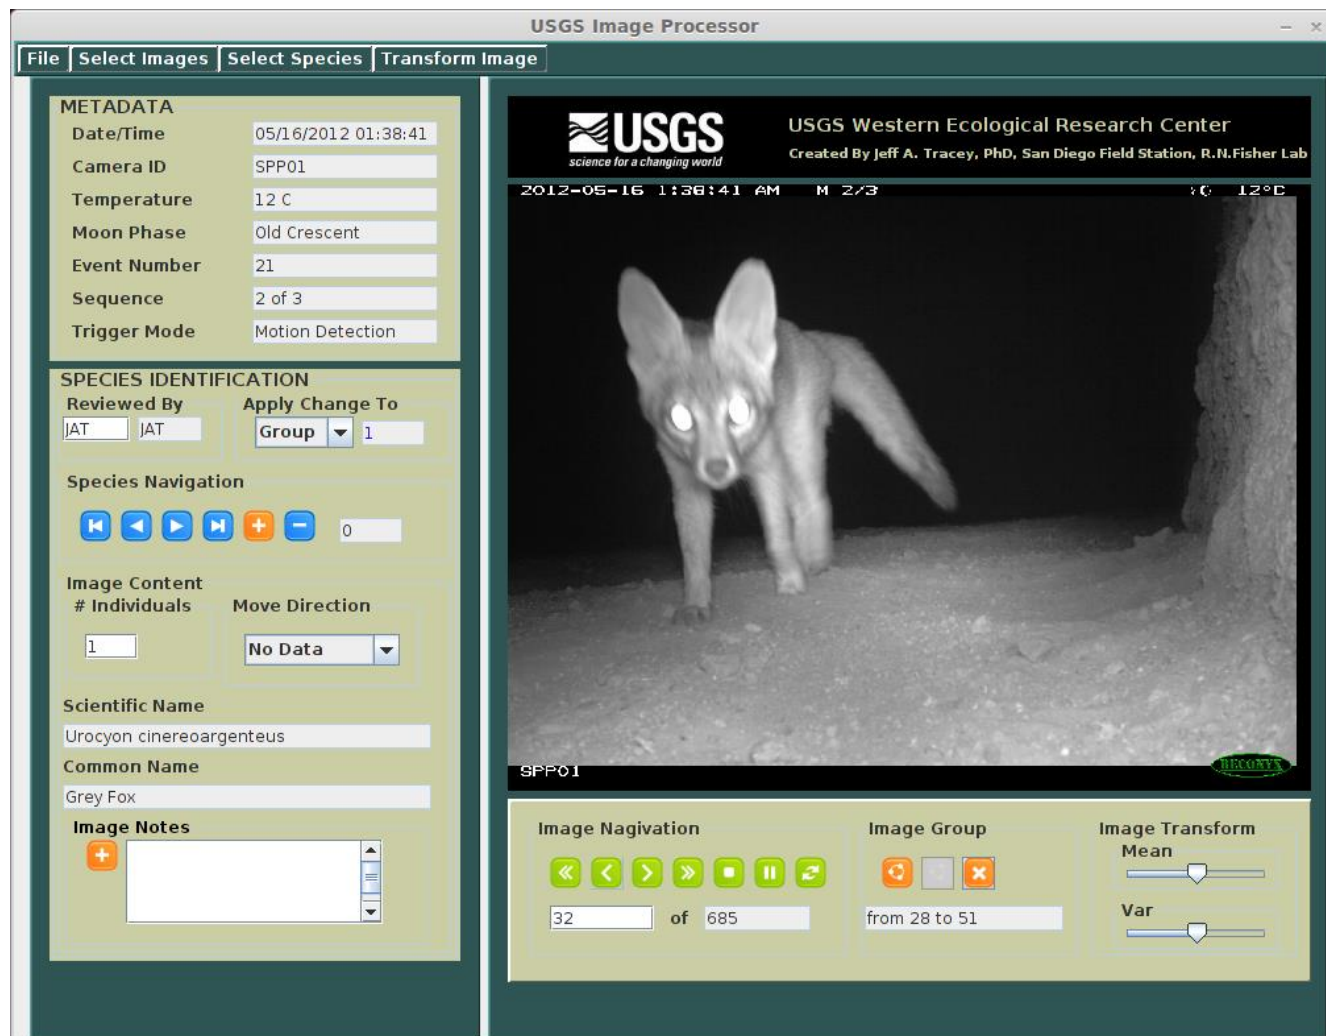 USGS Image Processor
File Select Images Select Species Transform Image
METADATA
Date/Time 05/16/2012 01:38:41
Camera ID SPP01
Temperature 12 C
Moon Phase Old Crescent
Event Number 21
Sequence 2 of 3
Trigger Mode Motion Detection
SPECIES IDENTIFICATION
Reviewed By Apply Change To
JAT JAT Group 1
Species Navigation
0
Image Content
# Individuals Move Direction
1 No Data
Scientific Name
Urocyon cinereoargenteus
Common Name
Grey Fox
Image Notes
USGS
science for a changing world
USGS Western Ecological Research Center
Created By Jeff A. Tracey, PhD, San Diego Field Station, R.N.Fisher Lab
2012-05-16 1:38:41 AM M 2/3 12°C
SPP01
RECONYX
Image Nagivation Image Group Image Transform
Mean
32 of 685 from 28 to 51
Var